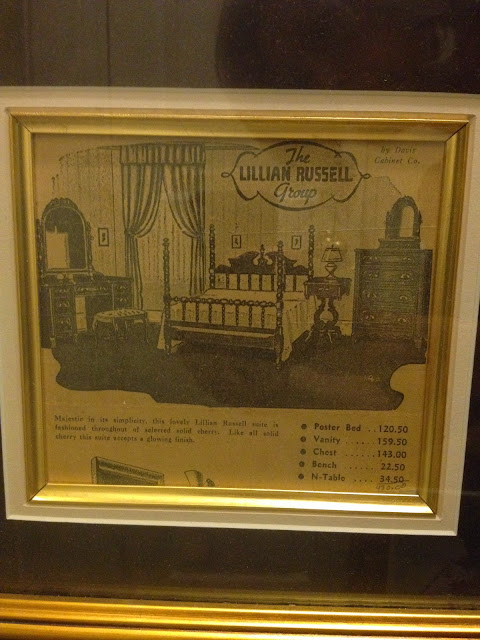 The
LILLIAN RUSSELL
Group
by Davis
Cabinet Co.
Majestic in its simplicity, this lovely Lillian Russell suite is
fashioned throughout of selected solid cherry. Like all solid
cherry this suite accepts a glowing finish.
● Poster Bed . . 120.50
● Vanity ..... 159.50
● Chest ...... 143.00
● Bench ...... 22.50
● N-Table .... 34.50